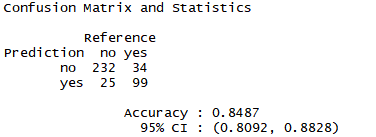 Confusion Matrix and Statistics
Reference
Prediction no yes
no 232 34
yes 25 99
Accuracy : 0.8487
95% CI : (0.8092, 0.8828)